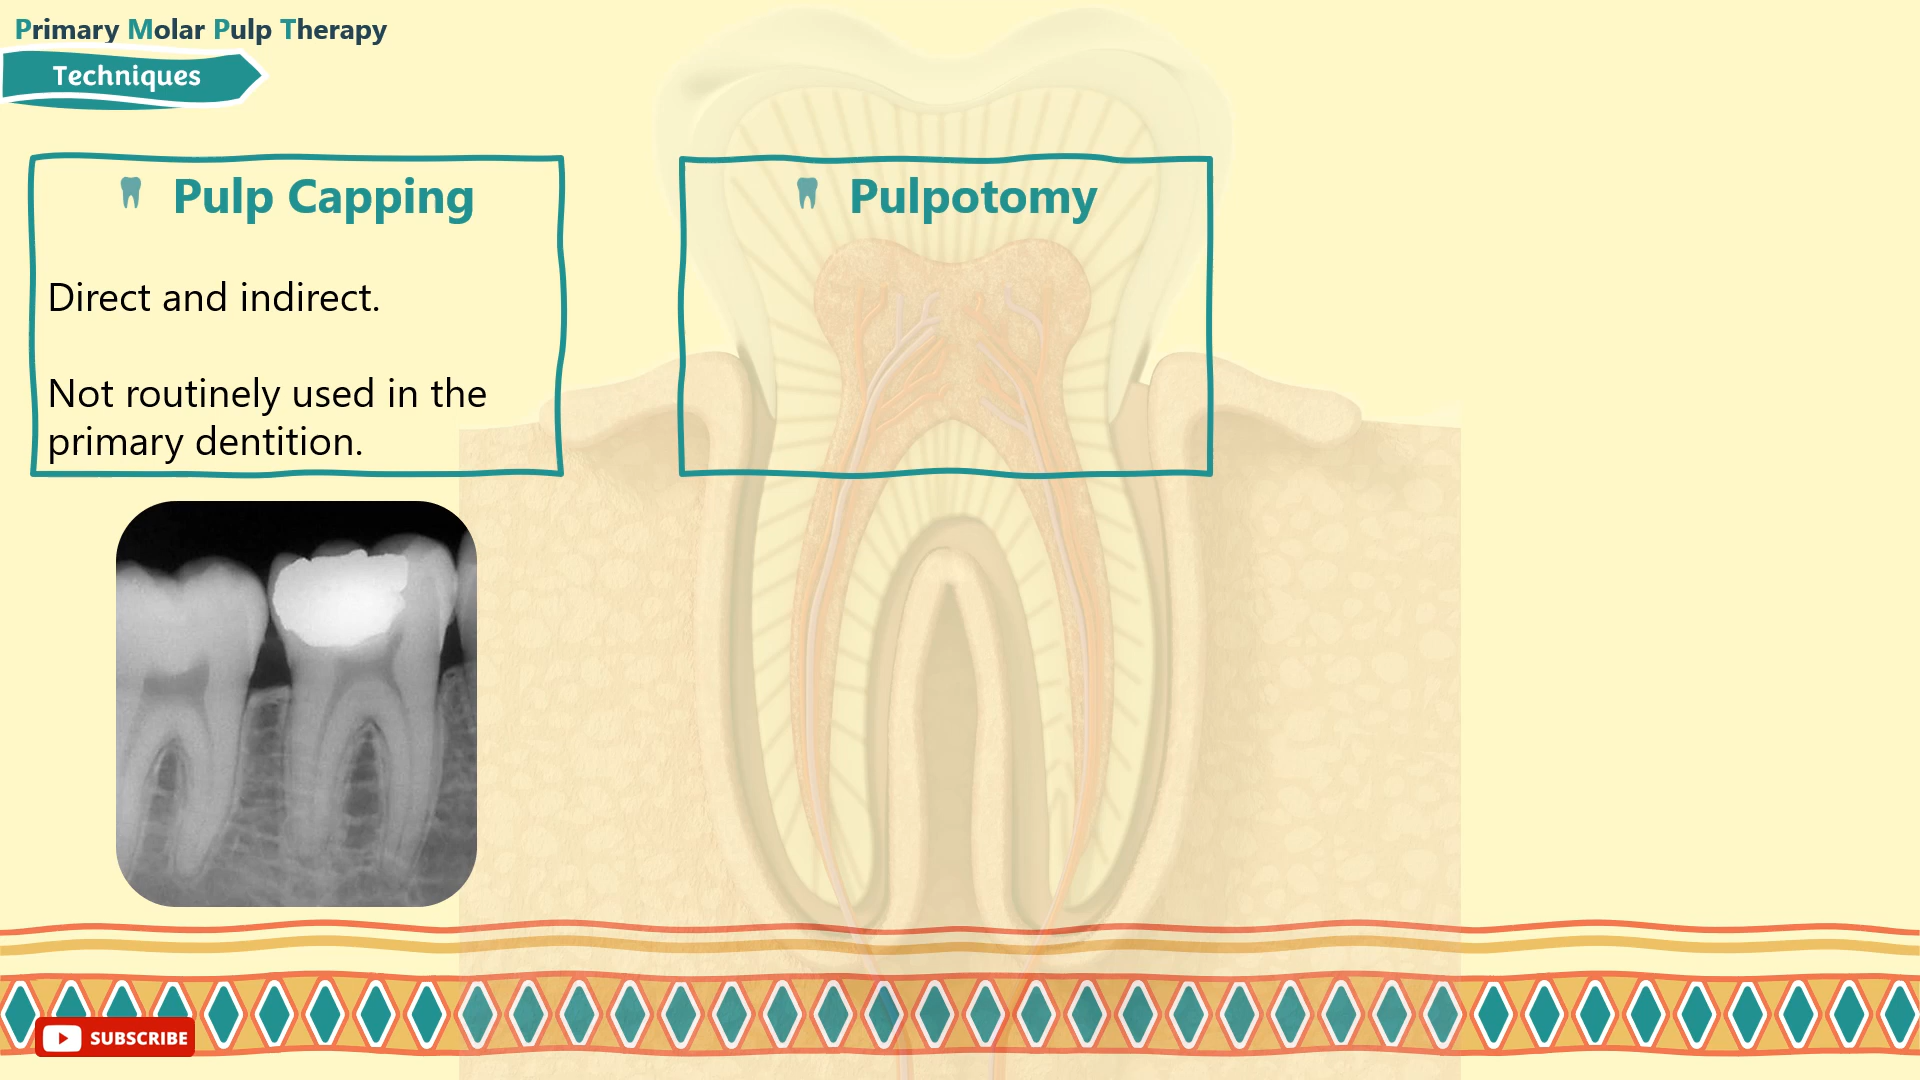 Primary Molar Pulp Therapy
Techniques
Pulp Capping
Direct and indirect.
Not routinely used in the
primary dentition.
Pulpotomy
SUBSCRIBE